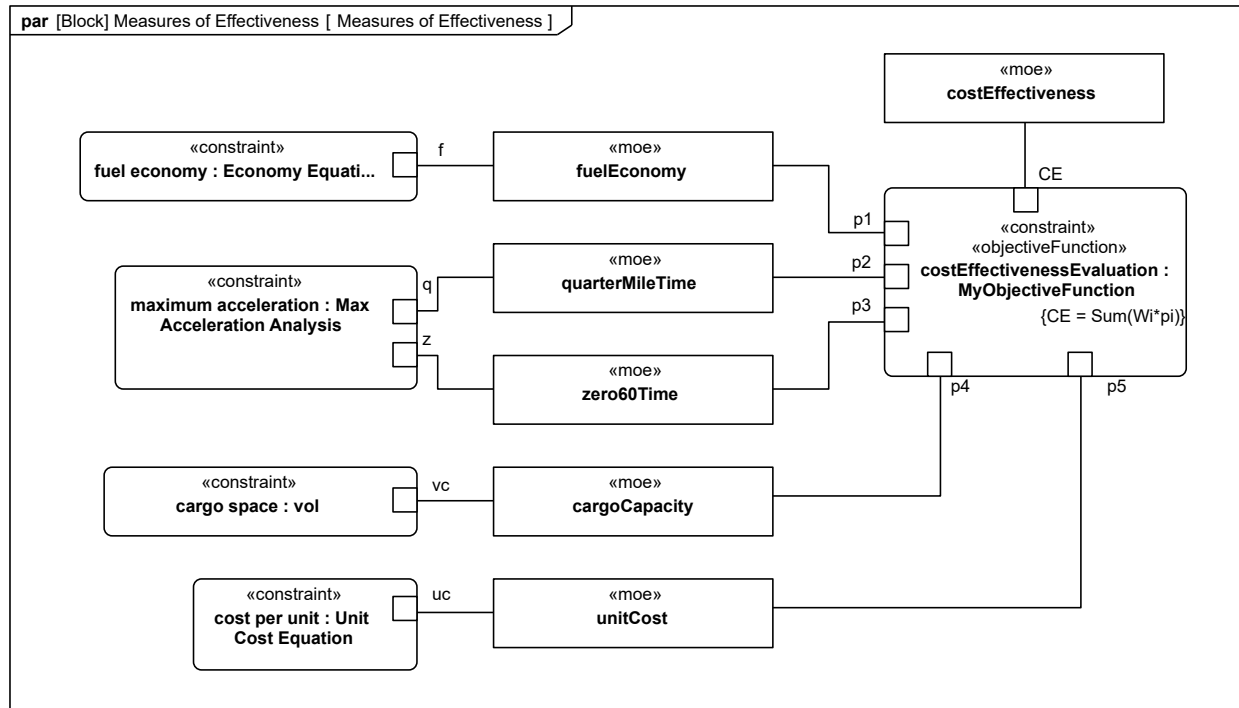 par [Block] Measures of Effectiveness [ Measures of Effectiveness ]
«moe»
costEffectiveness
CE
«constraint»
fuel economy : Economy Equati...
f
«moe»
fuelEconomy
p1
«constraint»
«objectiveFunction»
costEffectivenessEvaluation :
MyObjectiveFunction
{CE = Sum(Wi*pi)}
«constraint»
maximum acceleration : Max
Acceleration Analysis
q
«moe»
quarterMileTime
p2
z
«moe»
zero60Time
p3
p4
p5
«constraint»
cargo space : vol
vc
«moe»
cargoCapacity
«constraint»
cost per unit : Unit
Cost Equation
uc
«moe»
unitCost